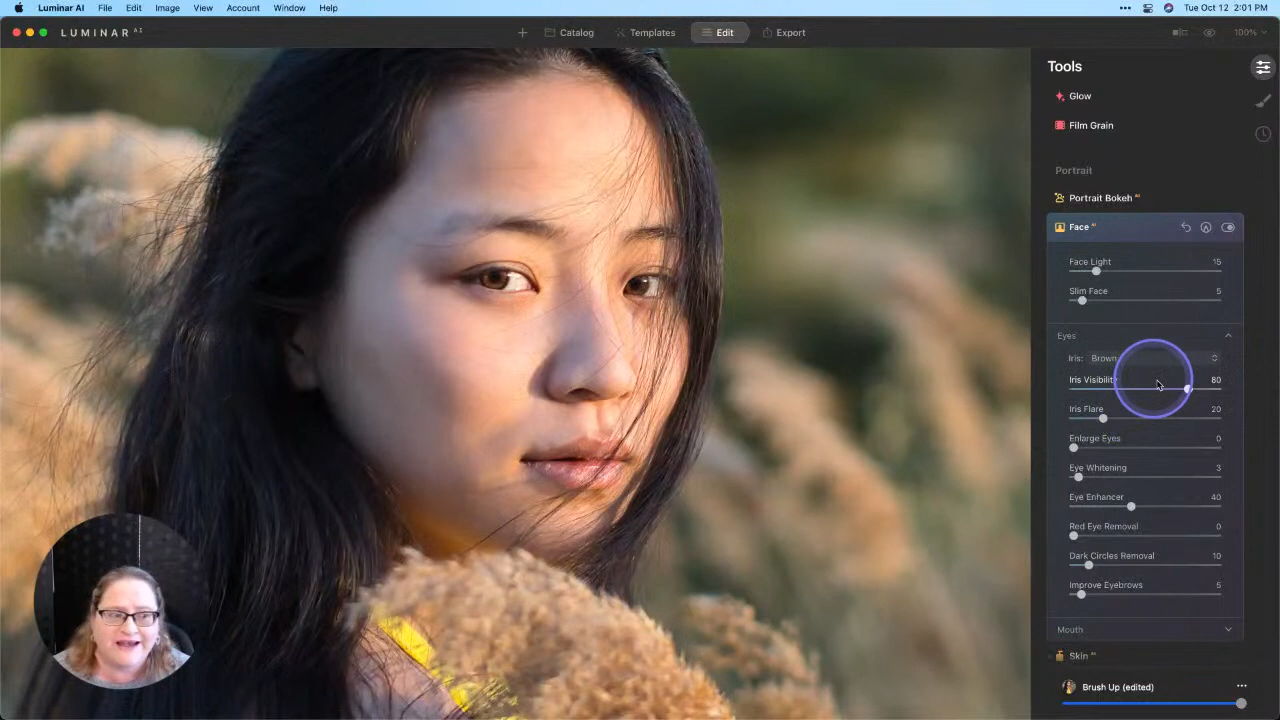 Luminar AI File Edit Image View Account Window Help ••• Tue Oct 12 2:01 PM
LUMINAR AI + Catalog Templates Edit Export 100%
Tools
Glow
Film Grain
Portrait
Portrait Bokeh AI
Face AI
Face Light 15
Slim Face 5
Eyes
Iris: Brown
Iris Visibility 80
Iris Flare 20
Enlarge Eyes 0
Eye Whitening 3
Eye Enhancer 40
Red Eye Removal 0
Dark Circles Removal 10
Improve Eyebrows 5
Mouth
Skin AI
Brush Up (edited) •••